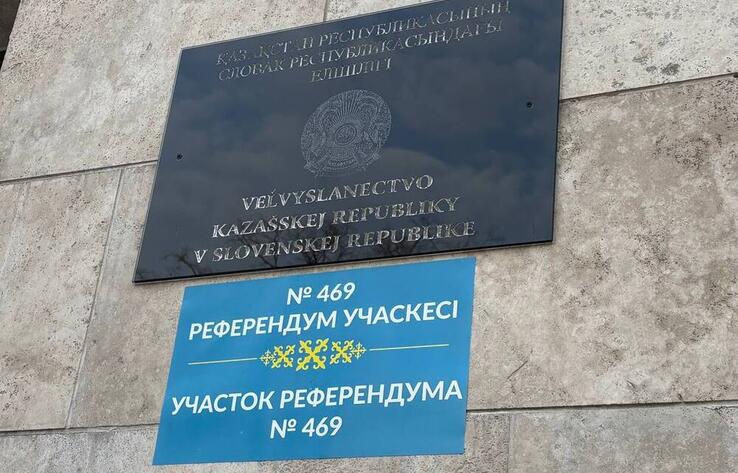 ҚАЗАҚСТАН РЕСПУБЛИКАСЫНЫҢ
СЛОВАК РЕСПУБЛИКАСЫНДАҒЫ
ЕЛШІЛІГІ
VEĽVYSLANECTVO
KAZAŠSKEJ REPUBLIKY
V SLOVENSKEJ REPUBLIKE
№ 469
РЕФЕРЕНДУМ УЧАСКЕСІ
УЧАСТОК РЕФЕРЕНДУМА
№ 469